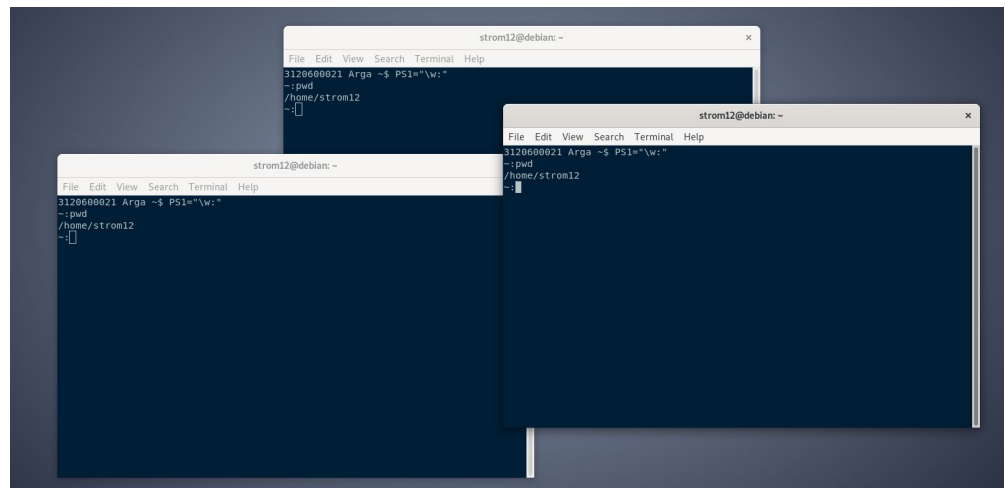 strom12@debian: ~ ×
File Edit View Search Terminal Help
3120600021 Arga ~$ PS1="\w:"
~:pwd
/home/strom12
~:
strom12@debian: ~
File Edit View Search Terminal Help
3120600021 Arga ~$ PS1="\w:"
~:pwd
/home/strom12
~:
strom12@debian: ~ ×
File Edit View Search Terminal Help
3120600021 Arga ~$ PS1="\w:"
~:pwd
/home/strom12
~: